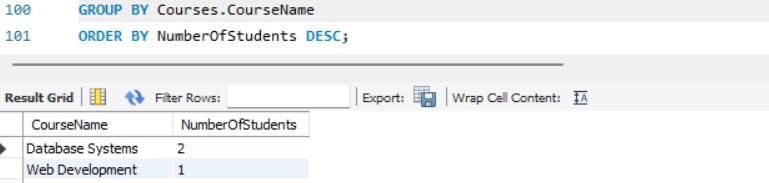 100 GROUP BY Courses.CourseName
101 ORDER BY NumberOfStudents DESC;
Result Grid Filter Rows: Export: Wrap Cell Content: IA
CourseName NumberOfStudents
Database Systems 2
Web Development 1